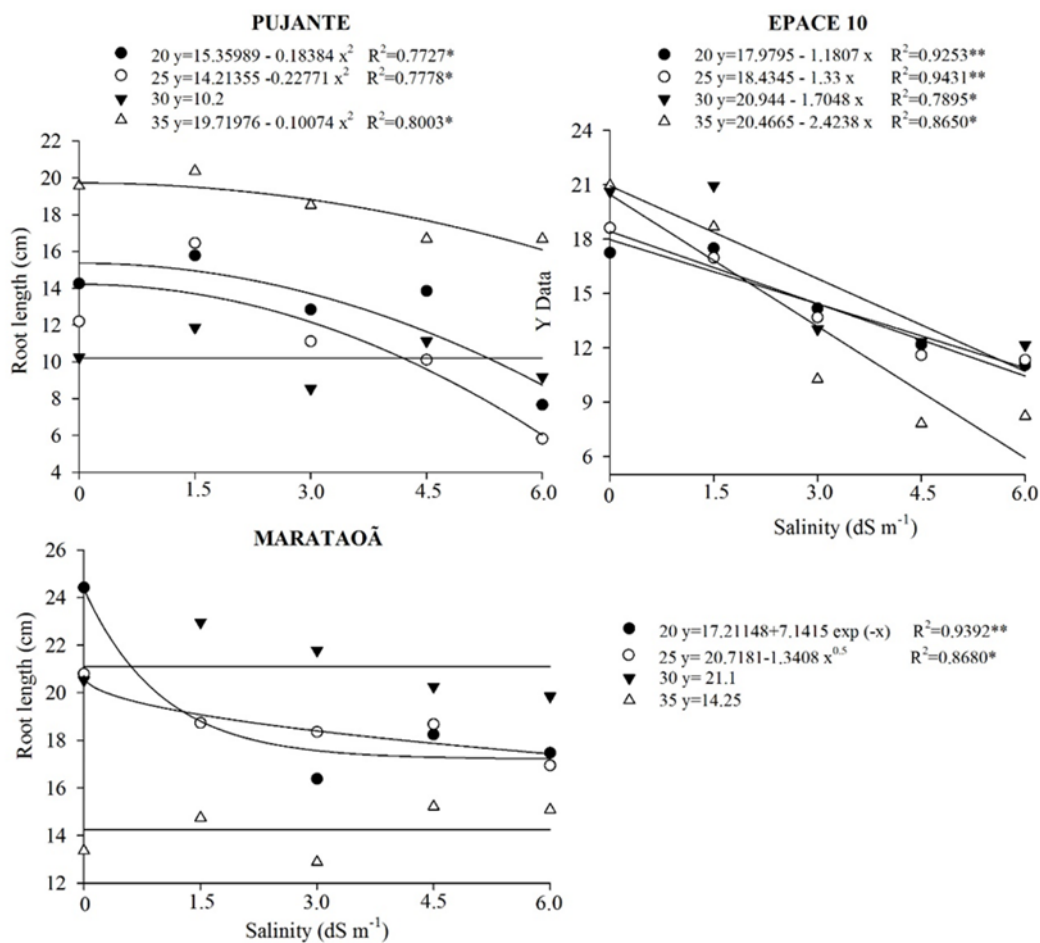 PUJANTE
20 y=15.35989 - 0.18384 x² R²=0.7727*
25 y=14.21355 -0.22771 x² R²=0.7778*
30 y=10.2
35 y=19.71976 - 0.10074 x² R²=0.8003*
Root length (cm)
22
20
18
16
14
12
10
8
6
4
0 1.5 3.0 4.5 6.0
EPACE 10
20 y=17.9795 - 1.1807 x R²=0.9253**
25 y=18.4345 - 1.33 x R²=0.9431**
30 y=20.944 - 1.7048 x R²=0.7895*
35 y=20.4665 - 2.4238 x R²=0.8650*
Y Data
24
21
18
15
12
9
6
0 1.5 3.0 4.5 6.0
Salinity (dS m⁻¹)
MARATAOÃ
Root length (cm)
26
24
22
20
18
16
14
12
0 1.5 3.0 4.5 6.0
Salinity (dS m⁻¹)
20 y=17.21148+7.1415 exp (-x) R²=0.9392**
25 y= 20.7181-1.3408 x⁰·⁵ R²=0.8680*
30 y= 21.1
35 y=14.25